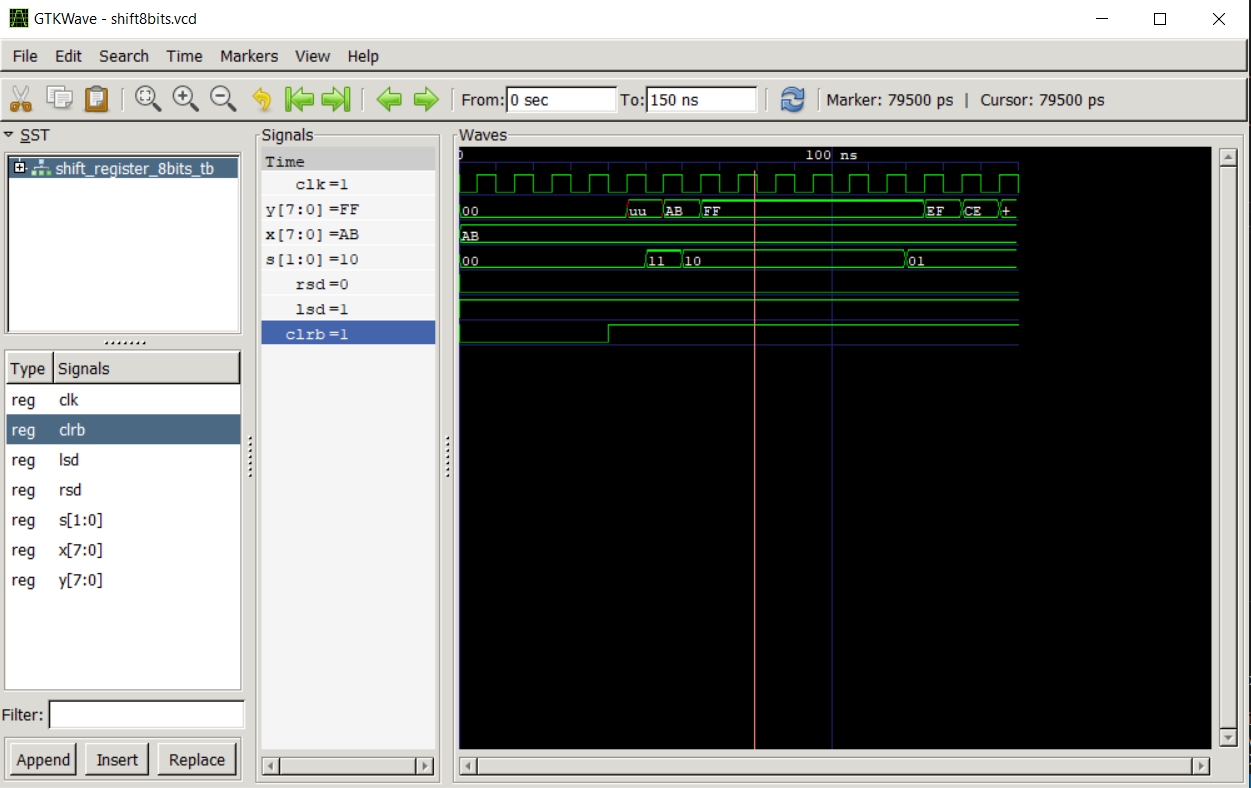 GTKWave - shift8bits.vcd
File Edit Search Time Markers View Help
From: 0 sec To: 150 ns Marker: 79500 ps | Cursor: 79500 ps
SST
shift_register_8bits_tb
Type Signals
reg clk
reg clrb
reg lsd
reg rsd
reg s[1:0]
reg x[7:0]
reg y[7:0]
Filter:
Append Insert Replace
Signals
Time
clk=1
y[7:0]=FF
x[7:0]=AB
s[1:0]=10
rsd=0
lsd=1
clrb=1
Waves
0 100 ns
00 uu AB FF EF CE +
AB
00 11 10 01